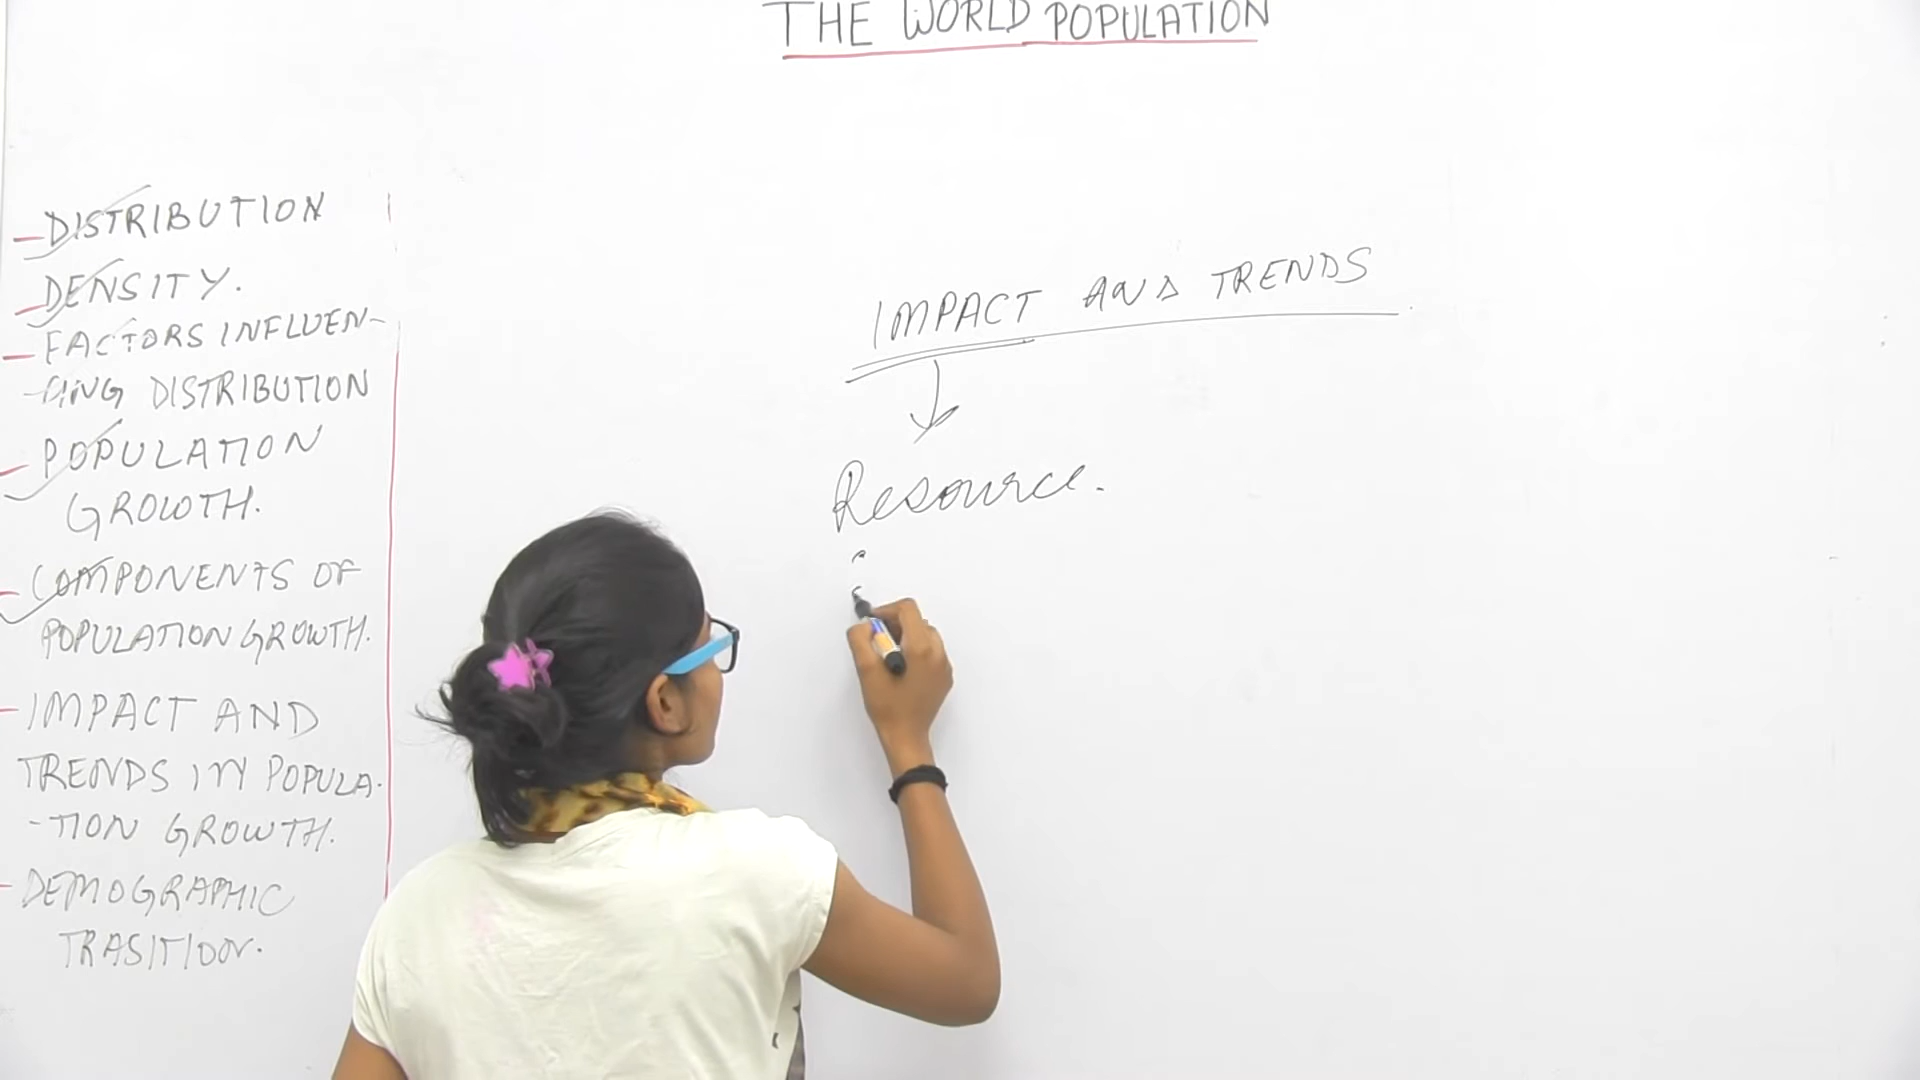 THE WORLD POPULATION
- DISTRIBUTION
- DENSITY.
- FACTORS INFLUEN-
-CING DISTRIBUTION
- POPULATION
GROWTH.
- COMPONENTS OF
POPULATION GROWTH.
- IMPACT AND
TRENDS IN POPULA-
-TION GROWTH.
- DEMOGRAPHIC
TRASITION.
IMPACT AND TRENDS
Resource.